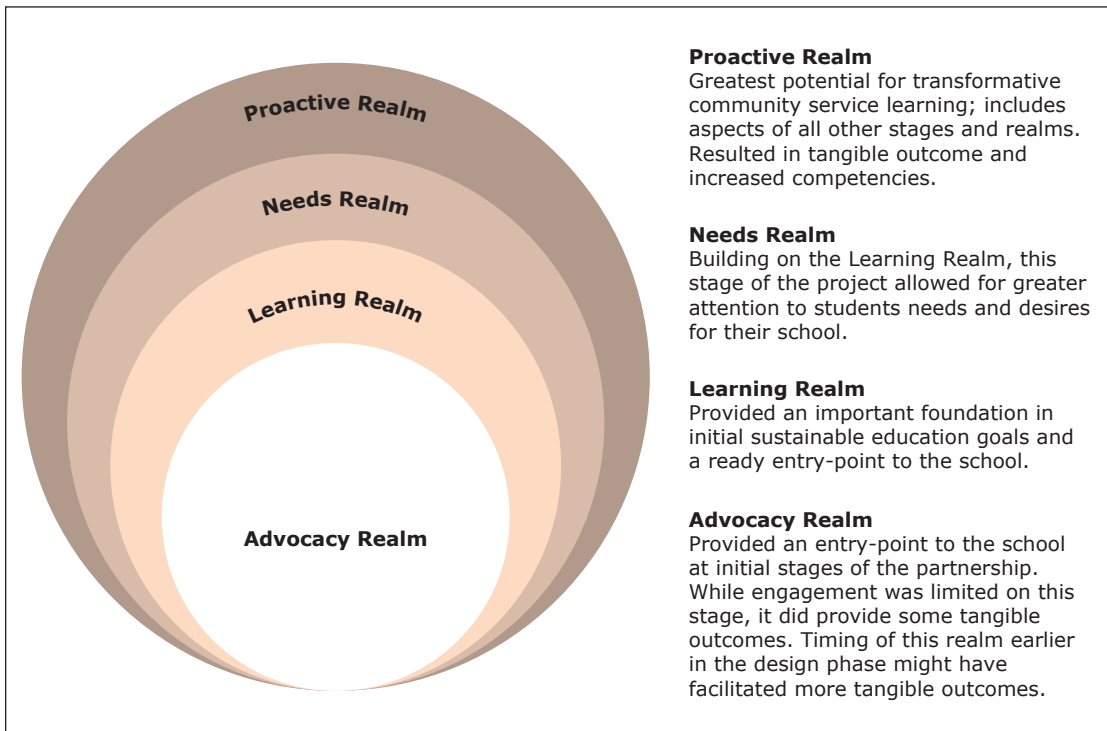 Proactive Realm
Needs Realm
Learning Realm
Advocacy Realm
Proactive Realm
Greatest potential for transformative
community service learning; includes
aspects of all other stages and realms.
Resulted in tangible outcome and
increased competencies.
Needs Realm
Building on the Learning Realm, this
stage of the project allowed for greater
attention to students needs and desires
for their school.
Learning Realm
Provided an important foundation in
initial sustainable education goals and
a ready entry-point to the school.
Advocacy Realm
Provided an entry-point to the school
at initial stages of the partnership.
While engagement was limited on this
stage, it did provide some tangible
outcomes. Timing of this realm earlier
in the design phase might have
facilitated more tangible outcomes.